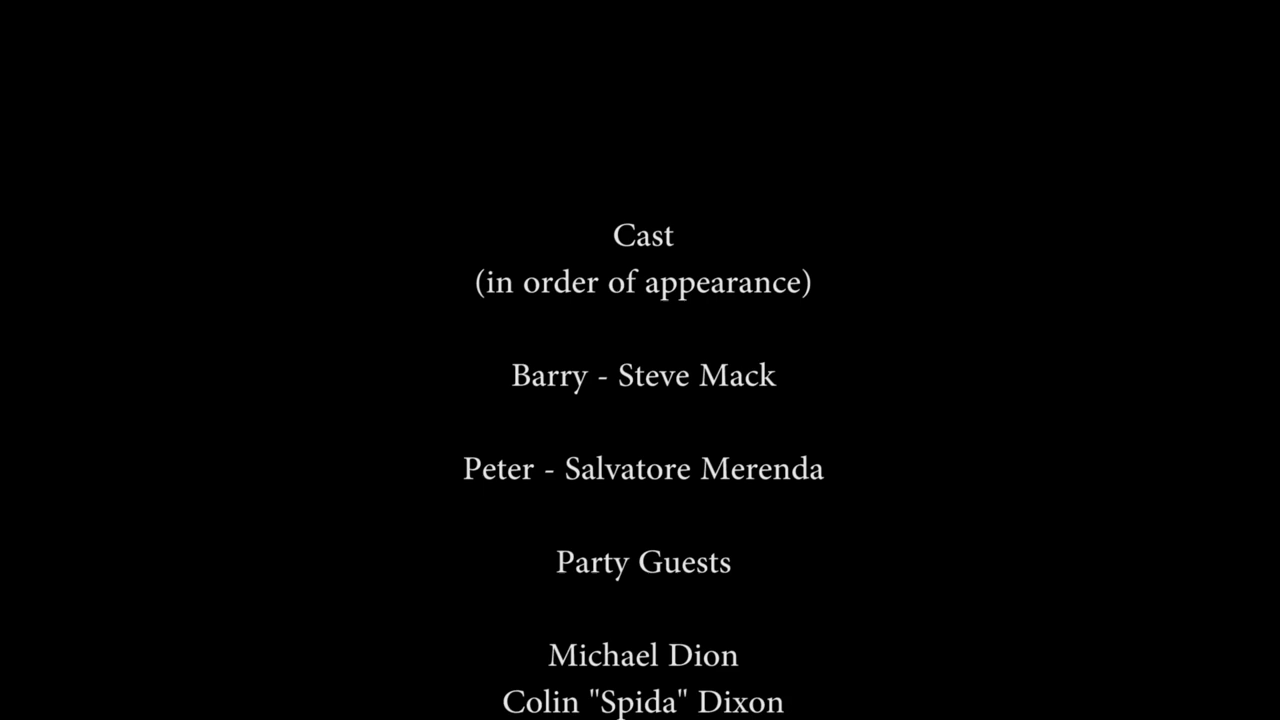 Cast
(in order of appearance)
Barry - Steve Mack
Peter - Salvatore Merenda
Party Guests
Michael Dion
Colin "Spida" Dixon